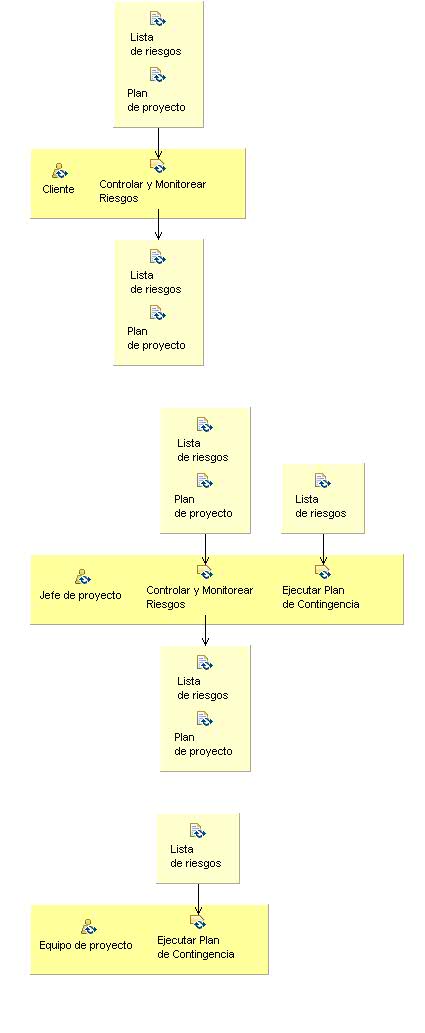 Lista
de riesgos
Plan
de proyecto
Cliente
Controlar y Monitorear
Riesgos
Lista
de riesgos
Plan
de proyecto
Lista
de riesgos
Plan
de proyecto
Lista
de riesgos
Jefe de proyecto
Controlar y Monitorear
Riesgos
Ejecutar Plan
de Contingencia
Lista
de riesgos
Plan
de proyecto
Lista
de riesgos
Equipo de proyecto
Ejecutar Plan
de Contingencia